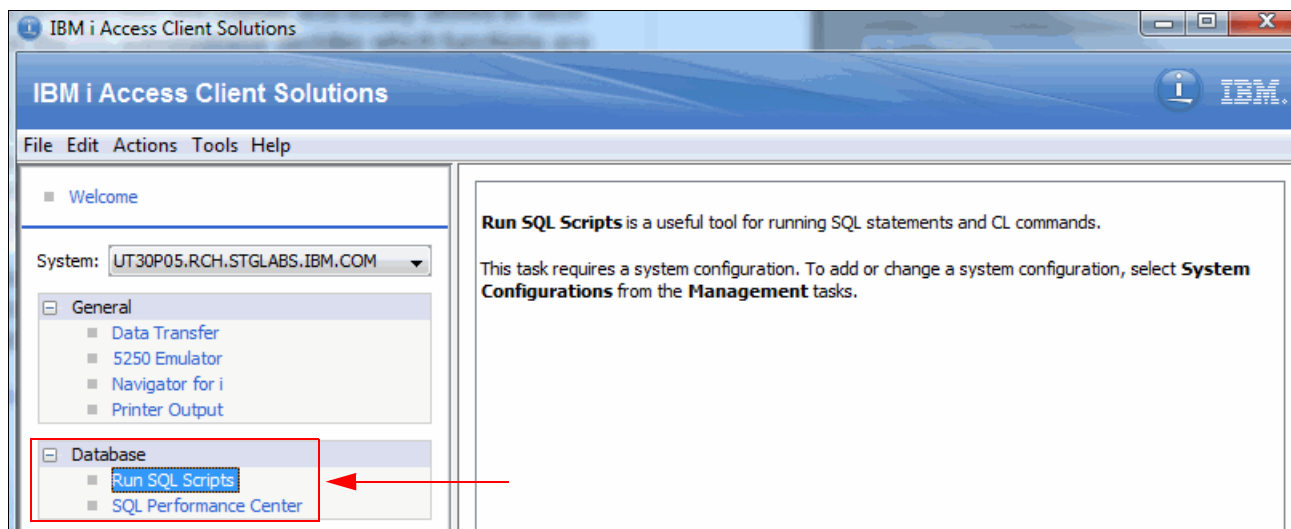 IBM i Access Client Solutions
IBM i Access Client Solutions
IBM.
File Edit Actions Tools Help
Welcome
System: UT30P05.RCH.STGLABS.IBM.COM
General
Data Transfer
5250 Emulator
Navigator for i
Printer Output
Database
Run SQL Scripts
SQL Performance Center
Run SQL Scripts is a useful tool for running SQL statements and CL commands.
This task requires a system configuration. To add or change a system configuration, select System
Configurations from the Management tasks.